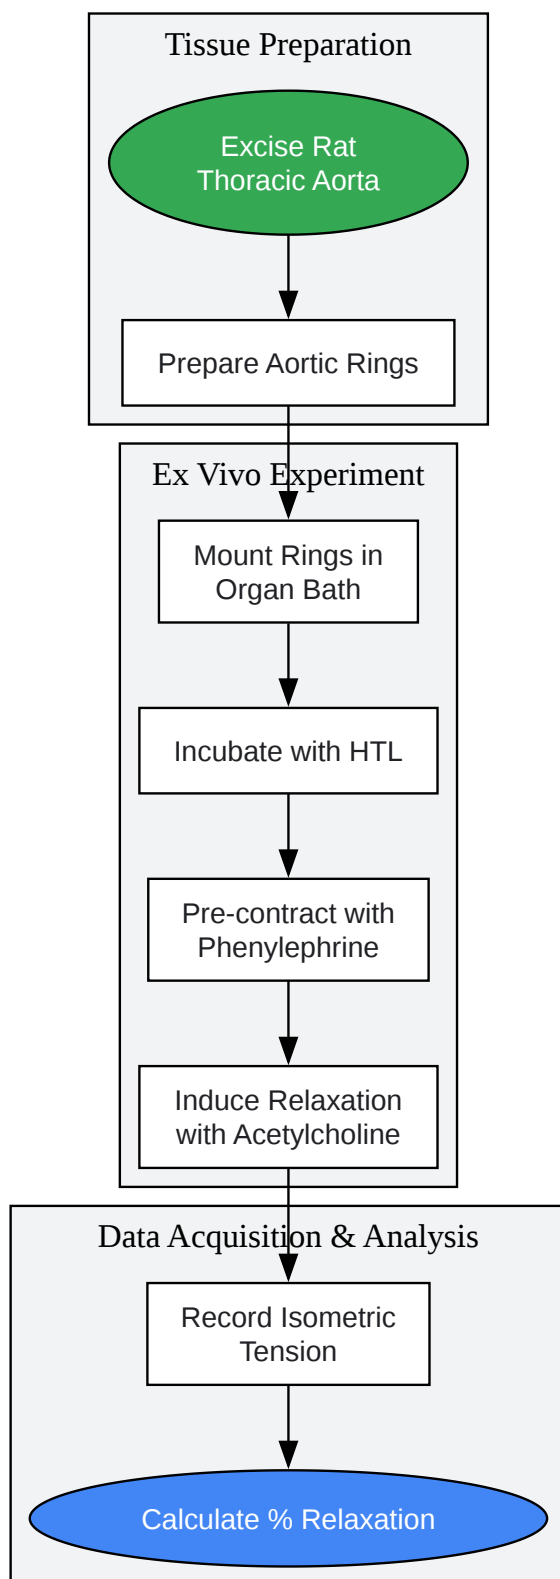 Tissue Preparation
Excise Rat
Thoracic Aorta
Prepare Aortic Rings
Ex Vivo Experiment
Mount Rings in
Organ Bath
Incubate with HTL
Pre-contract with
Phenylephrine
Induce Relaxation
with Acetylcholine
Data Acquisition & Analysis
Record Isometric
Tension
Calculate % Relaxation